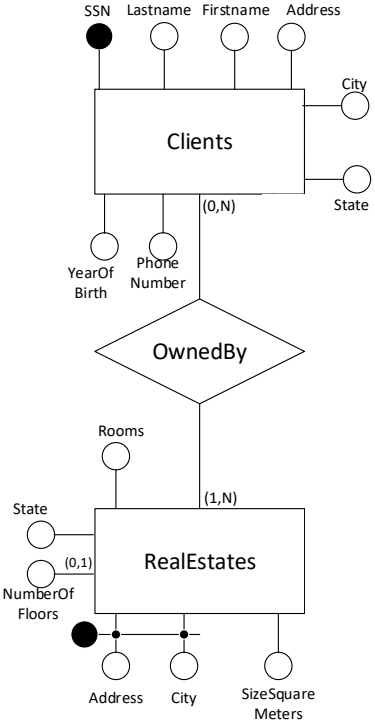 SSN
Lastname
Firstname
Address
City
Clients
State
(0,N)
YearOf
Birth
Phone
Number
OwnedBy
Rooms
(1,N)
State
(0,1)
RealEstates
NumberOf
Floors
Address
City
SizeSquare
Meters